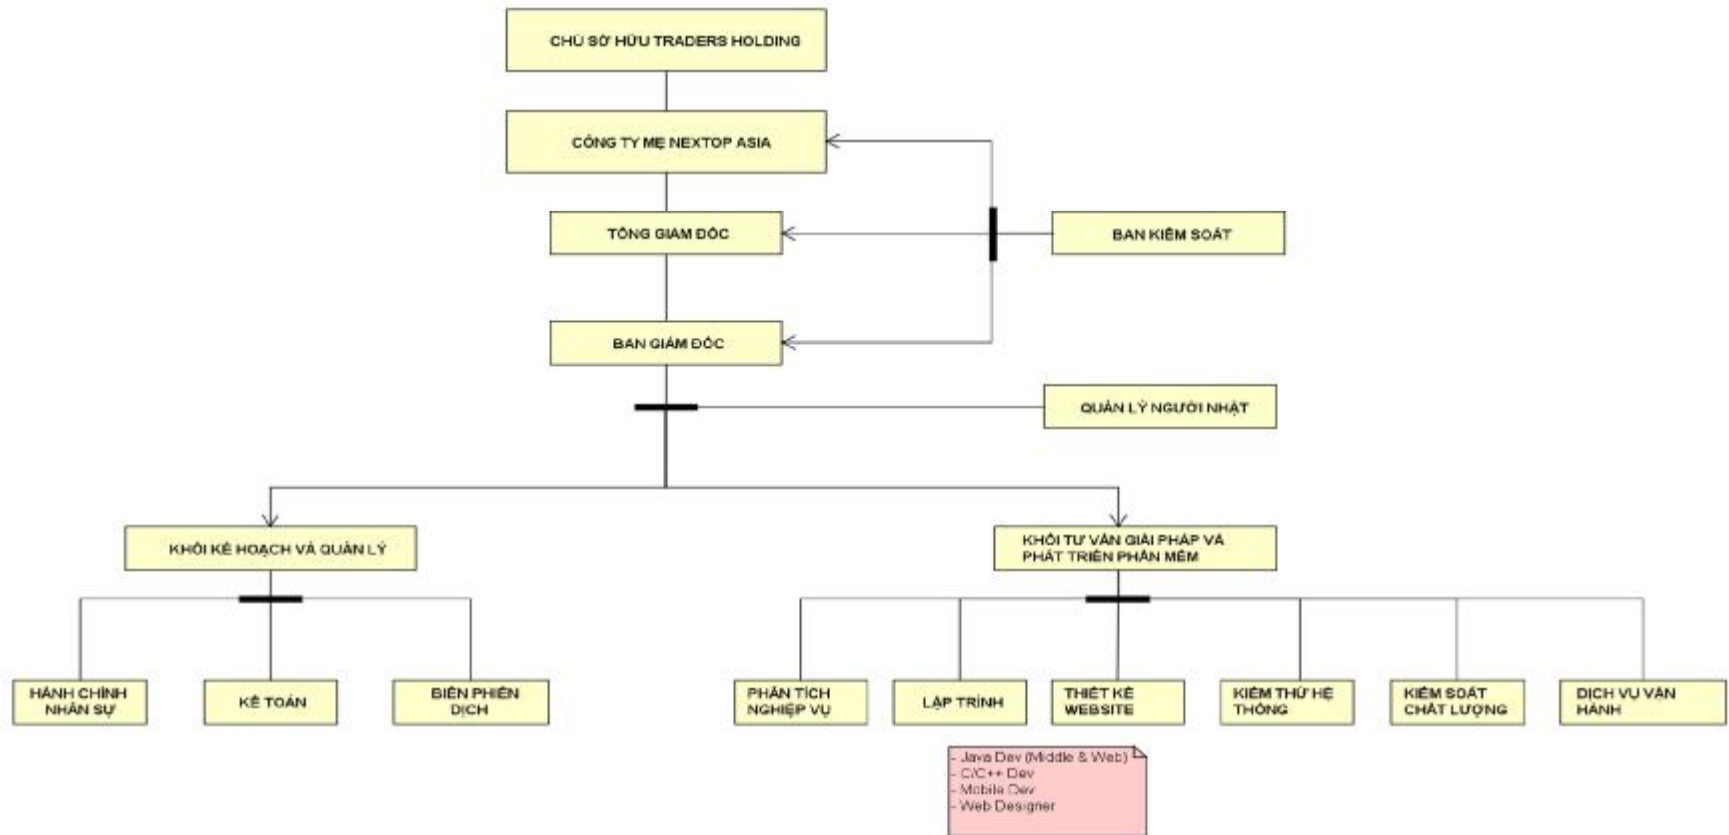 CHỦ SỞ HỮU TRADERS HOLDING
CÔNG TY MẸ NEXTOP ASIA
TỔNG GIÁM ĐỐC
BAN KIỂM SOÁT
BAN GIÁM ĐỐC
QUẢN LÝ NGƯỜI NHẬT
KHỐI KẾ HOẠCH VÀ QUẢN LÝ
KHỐI TƯ VẤN GIẢI PHÁP VÀ
PHÁT TRIỂN PHẦN MỀM
HÀNH CHÍNH
NHÂN SỰ
KẾ TOÁN
BIÊN PHIÊN
DỊCH
PHÂN TÍCH
NGHIỆP VỤ
LẬP TRÌNH
THIẾT KẾ
WEBSITE
KIỂM THỬ HỆ
THỐNG
KIỂM SOÁT
CHẤT LƯỢNG
DỊCH VỤ VẬN
HÀNH
- Java Dev (Middle & Web)
- C/C++ Dev
- Mobile Dev
- Web Designer